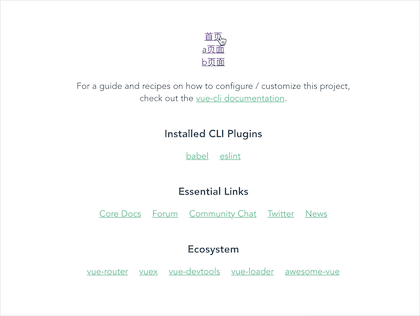 首页
a页面
b页面
For a guide and recipes on how to configure / customize this project,
check out the vue-cli documentation.
Installed CLI Plugins
babel eslint
Essential Links
Core Docs Forum Community Chat Twitter News
Ecosystem
vue-router vuex vue-devtools vue-loader awesome-vue